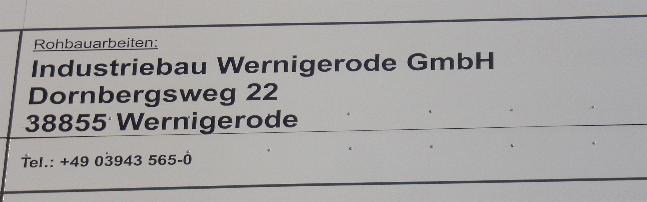 Rohbauarbeiten:
Industriebau Wernigerode GmbH
Dornbergsweg 22
38855 Wernigerode
Tel.: +49 03943 565-0